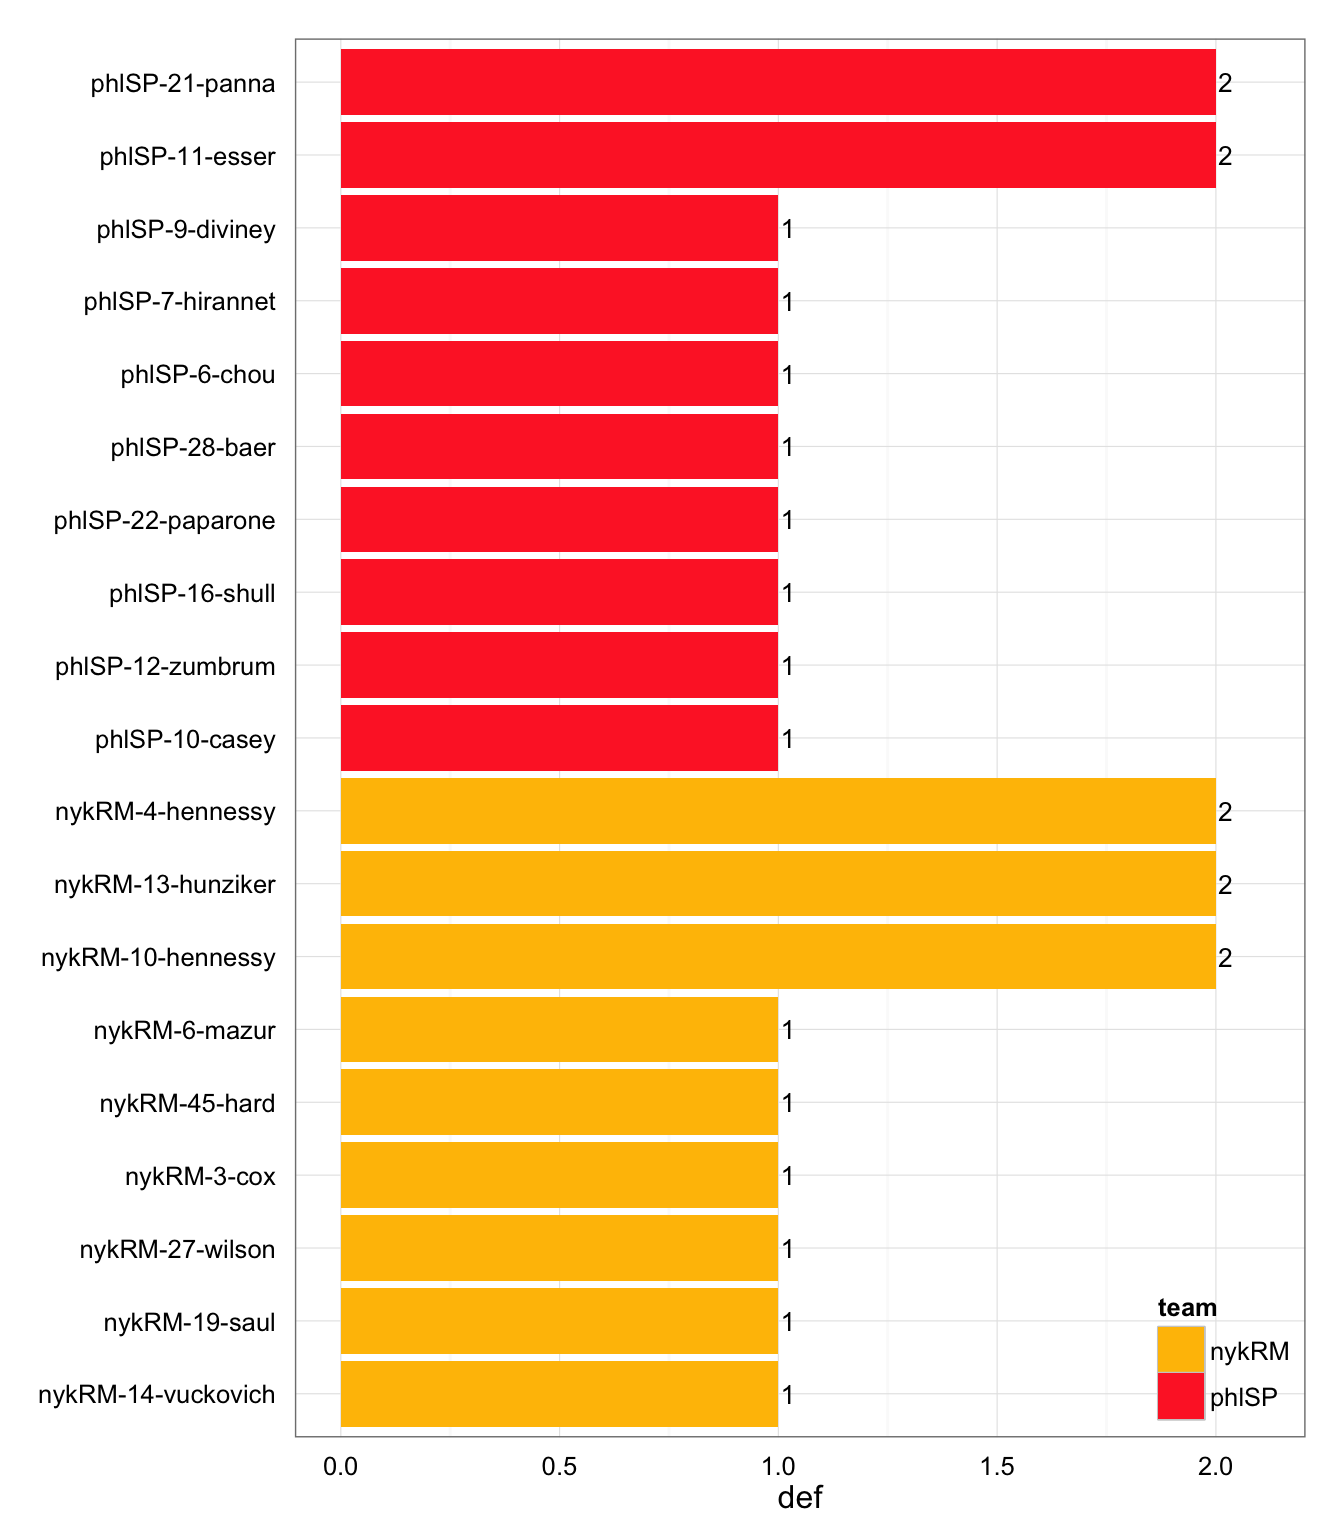 phlSP-21-panna 2
phlSP-11-esser 2
phlSP-9-diviney 1
phlSP-7-hirannet 1
phlSP-6-chou 1
phlSP-28-baer 1
phlSP-22-paparone 1
phlSP-16-shull 1
phlSP-12-zumbrum 1
phlSP-10-casey 1
nykRM-4-hennessy 2
nykRM-13-hunziker 2
nykRM-10-hennessy 2
nykRM-6-mazur 1
nykRM-45-hard 1
nykRM-3-cox 1
nykRM-27-wilson 1
nykRM-19-saul 1
nykRM-14-vuckovich 1
team
nykRM
phlSP
0.0 0.5 1.0 1.5 2.0
def